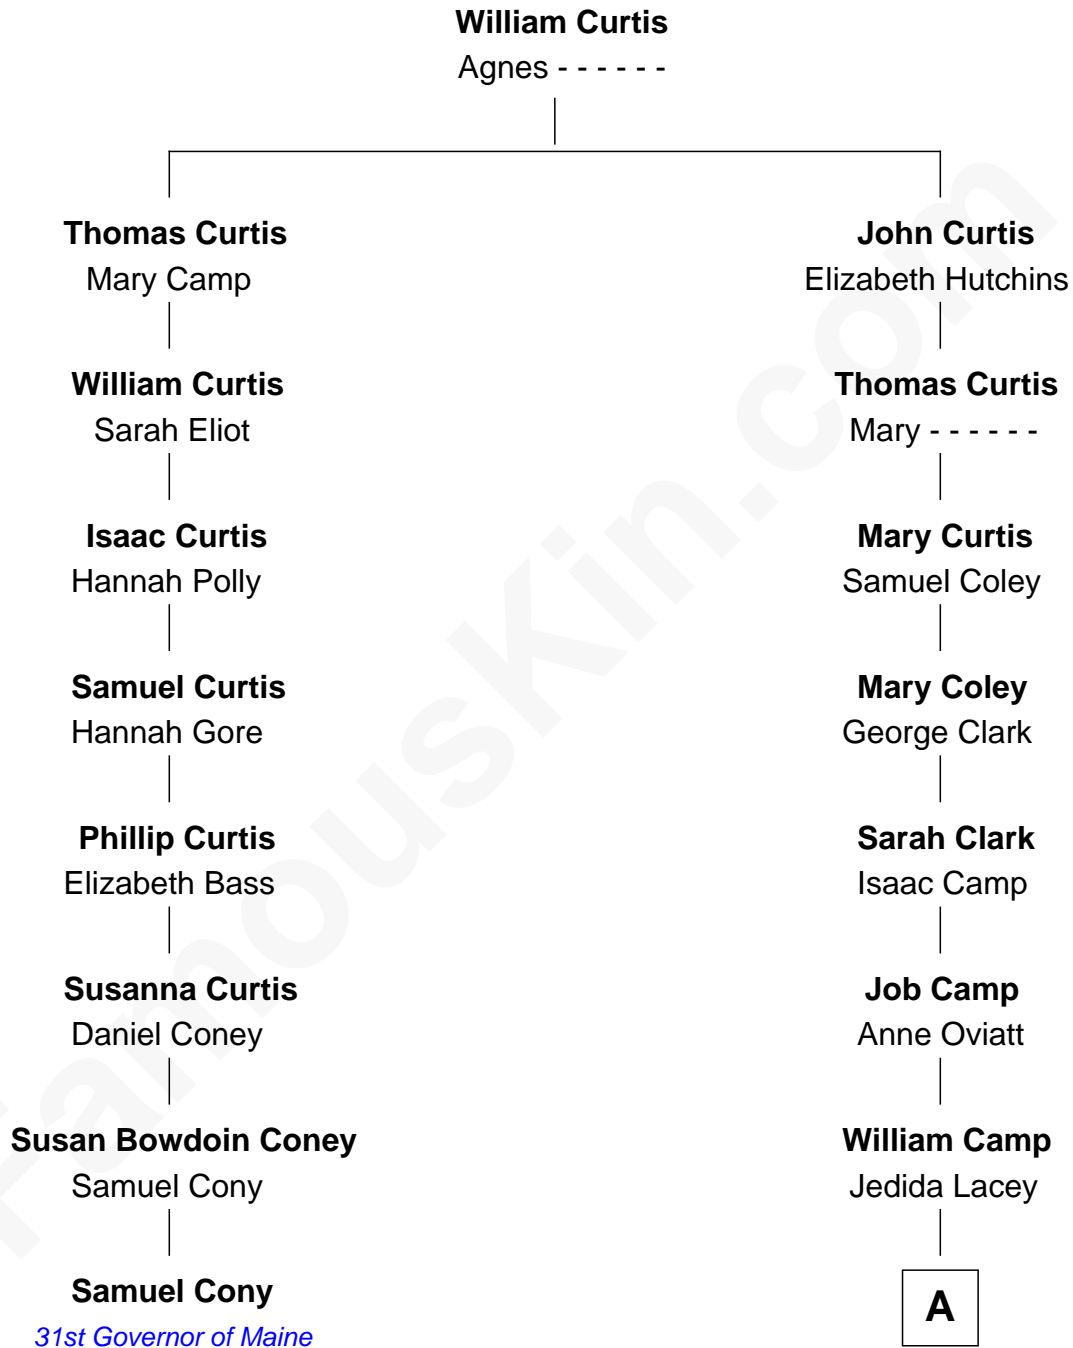 William Curtis
Agnes - - - - - -
Thomas Curtis
Mary Camp
John Curtis
Elizabeth Hutchins
William Curtis
Sarah Eliot
Thomas Curtis
Mary - - - - - -
Isaac Curtis
Hannah Polly
Mary Curtis
Samuel Coley
Samuel Curtis
Hannah Gore
Mary Coley
George Clark
Phillip Curtis
Elizabeth Bass
Sarah Clark
Isaac Camp
Susanna Curtis
Daniel Coney
Job Camp
Anne Oviatt
Susan Bowdoin Coney
Samuel Cony
William Camp
Jedida Lacey
Samuel Cony
31st Governor of Maine
A
FamousKin.com